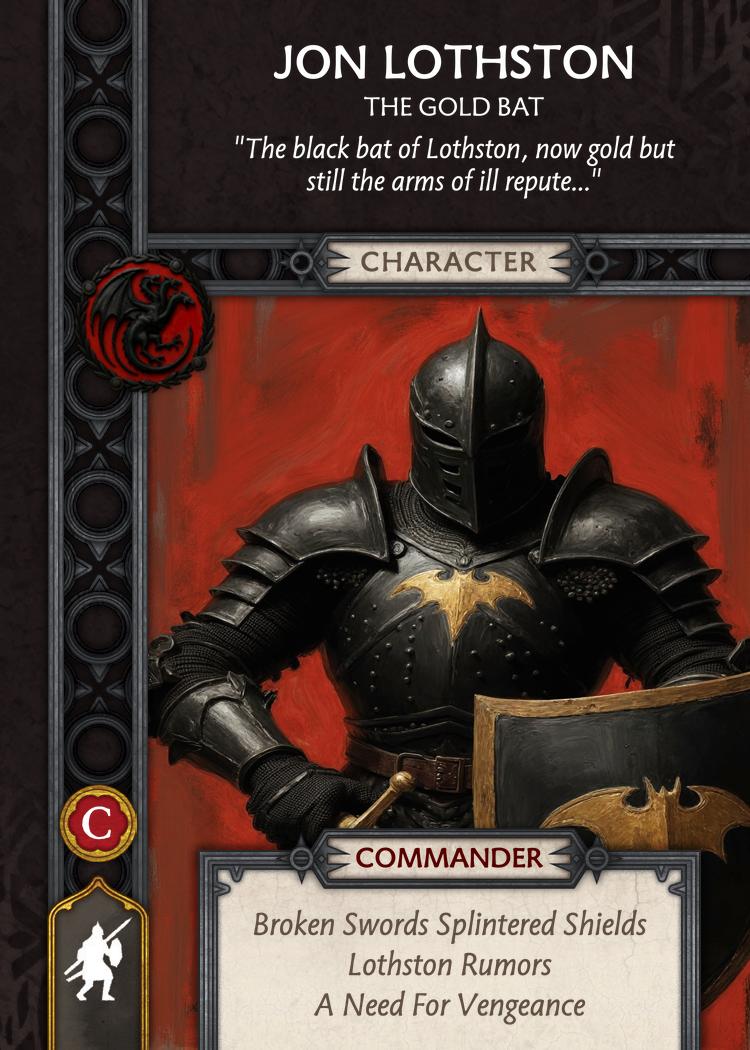 JON LOTHSTON
THE GOLD BAT
"The black bat of Lothston, now gold but
still the arms of ill repute..."
CHARACTER
C
COMMANDER
Broken Swords Splintered Shields
Lothston Rumors
A Need For Vengeance